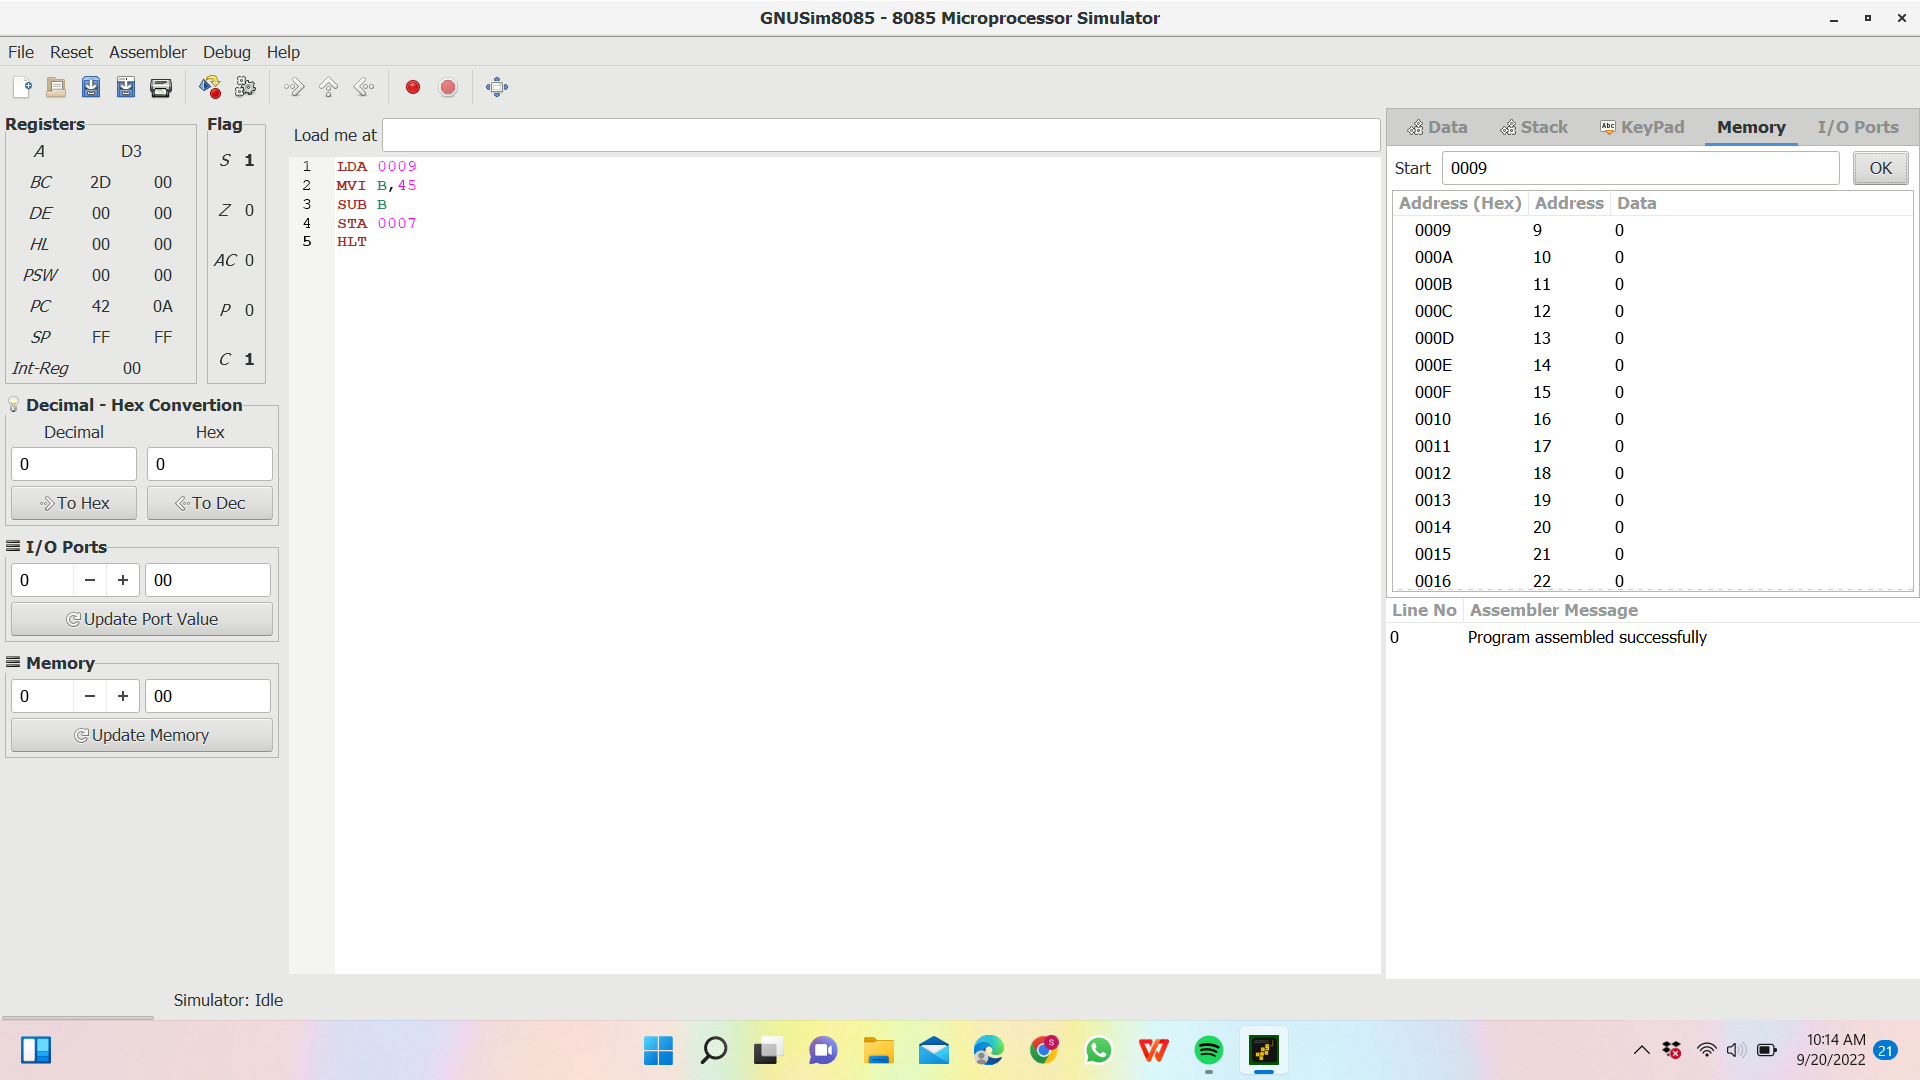 GNUSim8085 - 8085 Microprocessor Simulator
File Reset Assembler Debug Help
Registers
A D3
BC 2D 00
DE 00 00
HL 00 00
PSW 00 00
PC 42 0A
SP FF FF
Int-Reg 00
Flag
S 1
Z 0
AC 0
P 0
C 1
Decimal - Hex Convertion
Decimal Hex
0 0
To Hex To Dec
I/O Ports
0 − + 00
Update Port Value
Memory
0 − + 00
Update Memory
Load me at
1 LDA 0009
2 MVI B,45
3 SUB B
4 STA 0007
5 HLT
Data Stack Abc KeyPad Memory I/O Ports
Start 0009 OK
Address (Hex) Address Data
0009 9 0
000A 10 0
000B 11 0
000C 12 0
000D 13 0
000E 14 0
000F 15 0
0010 16 0
0011 17 0
0012 18 0
0013 19 0
0014 20 0
0015 21 0
0016 22 0
Line No Assembler Message
0 Program assembled successfully
Simulator: Idle
S
W
10:14 AM
9/20/2022
21